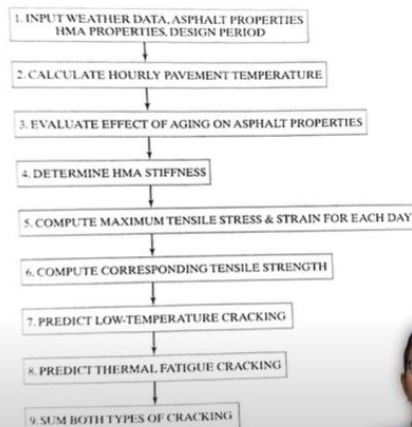 1. INPUT WEATHER DATA, ASPHALT PROPERTIES
HMA PROPERTIES, DESIGN PERIOD
2. CALCULATE HOURLY PAVEMENT TEMPERATURE
3. EVALUATE EFFECT OF AGING ON ASPHALT PROPERTIES
4. DETERMINE HMA STIFFNESS
5. COMPUTE MAXIMUM TENSILE STRESS & STRAIN FOR EACH DAY
6. COMPUTE CORRESPONDING TENSILE STRENGTH
7. PREDICT LOW-TEMPERATURE CRACKING
8. PREDICT THERMAL FATIGUE CRACKING
9. SUM BOTH TYPES OF CRACKING